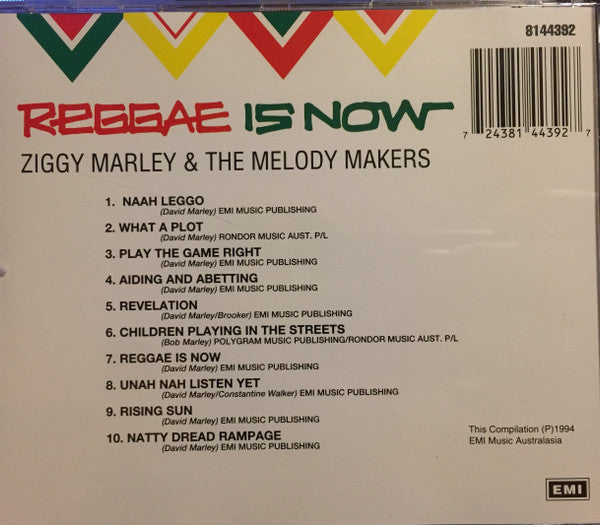 8144392
REGGAE IS NOW
7 24381 44392 7
ZIGGY MARLEY & THE MELODY MAKERS
1. NAAH LEGGO
(David Marley) EMI MUSIC PUBLISHING
2. WHAT A PLOT
(David Marley) RONDOR MUSIC AUST. P/L
3. PLAY THE GAME RIGHT
(David Marley) EMI MUSIC PUBLISHING
4. AIDING AND ABETTING
(David Marley) EMI MUSIC PUBLISHING
5. REVELATION
(David Marley/Brooker) EMI MUSIC PUBLISHING
6. CHILDREN PLAYING IN THE STREETS
(Bob Marley) POLYGRAM MUSIC PUBLISHING/RONDOR MUSIC AUST. P/L
7. REGGAE IS NOW
(David Marley) EMI MUSIC PUBLISHING
8. UNAH NAH LISTEN YET
(David Marley/Constantine Walker) EMI MUSIC PUBLISHING
9. RISING SUN
(David Marley) EMI MUSIC PUBLISHING
10. NATTY DREAD RAMPAGE
(David Marley) EMI MUSIC PUBLISHING
This Compilation (P)1994
EMI Music Australasia
EMI